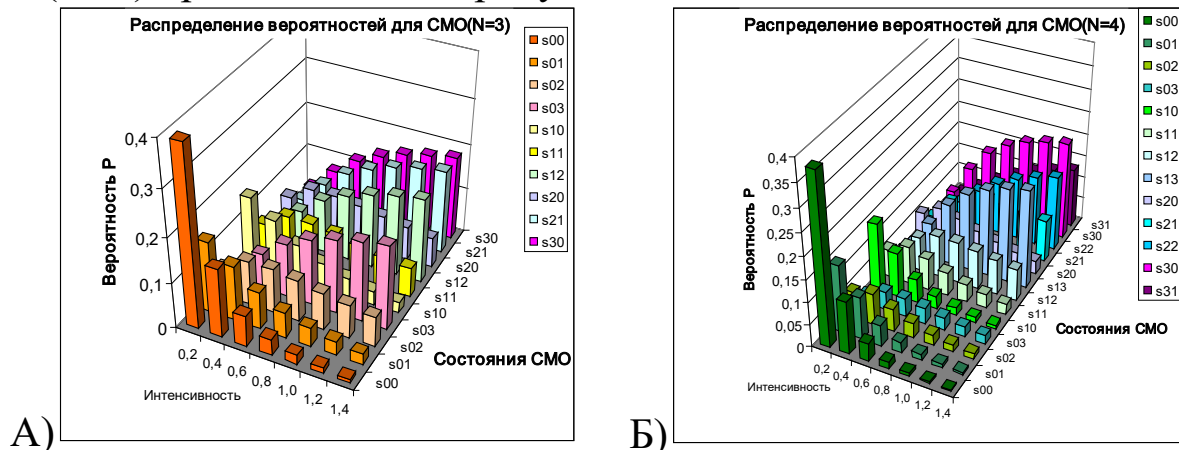 Распределение вероятностей для СМО(N=3)
Вероятность P
0,4
0,3
0,2
0,1
0
0,2
0,4
0,6
0,8
1,0
1,2
1,4
Интенсивность
s00
s01
s02
s03
s10
s11
s12
s20
s21
s30
Состояния СМО
s00
s01
s02
s03
s10
s11
s12
s20
s21
s30
А)
Распределение вероятностей для СМО(N=4)
Вероятность P
0,4
0,35
0,3
0,25
0,2
0,15
0,1
0,05
0
0,2
0,4
0,6
0,8
1,0
1,2
1,4
Интенсивность
s00
s01
s02
s03
s10
s11
s12
s13
s20
s21
s22
s30
s31
Состояния СМО
s00
s01
s02
s03
s10
s11
s12
s13
s20
s21
s22
s30
s31
Б)